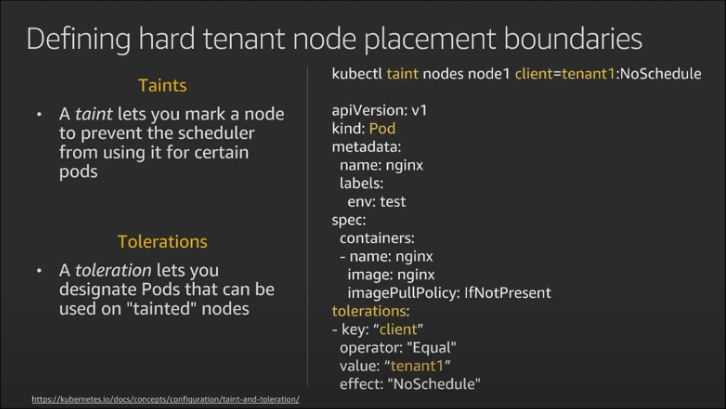 Defining hard tenant node placement boundaries
Taints
• A taint lets you mark a node
to prevent the scheduler
from using it for certain
pods
Tolerations
• A toleration lets you
designate Pods that can be
used on "tainted" nodes
kubectl taint nodes node1 client=tenant1:NoSchedule
apiVersion: v1
kind: Pod
metadata:
name: nginx
labels:
env: test
spec:
containers:
- name: nginx
image: nginx
imagePullPolicy: IfNotPresent
tolerations:
- key: “client”
operator: "Equal"
value: “tenant1”
effect: "NoSchedule"
https://kubernetes.io/docs/concepts/configuration/taint-and-toleration/